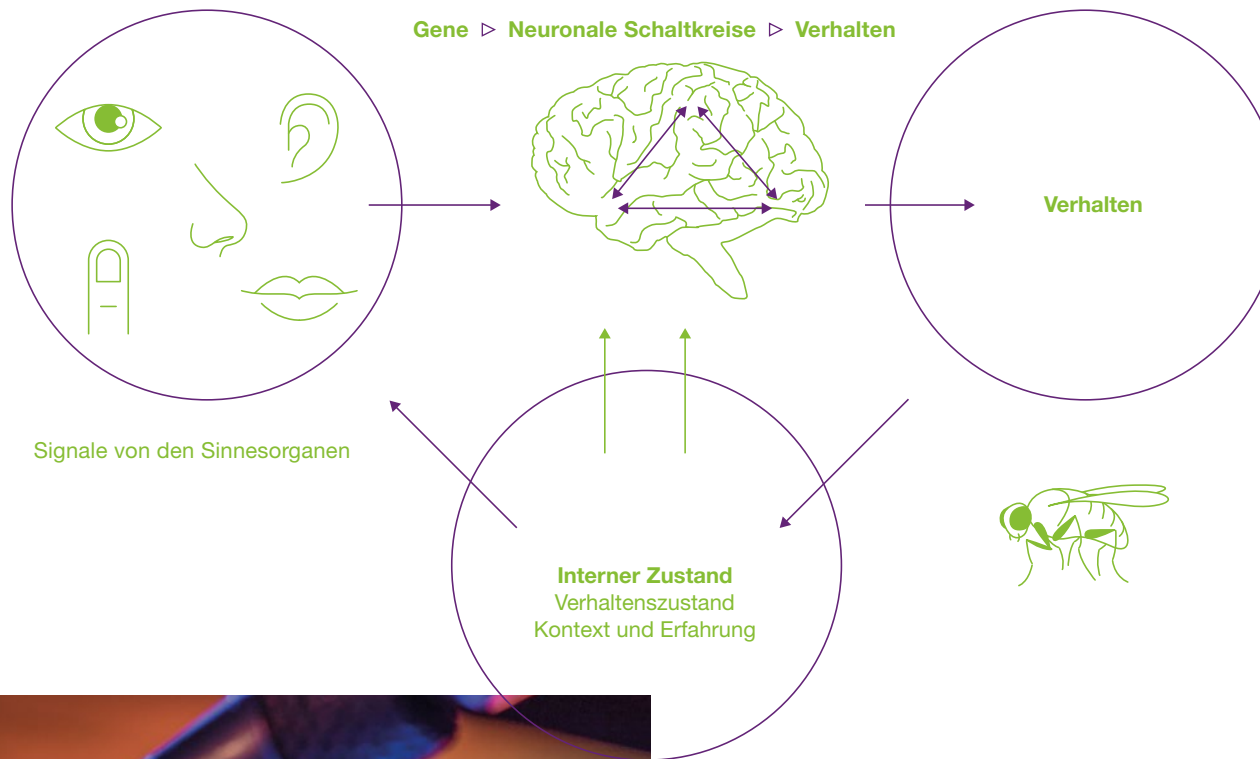 Gene ▷ Neuronale Schaltkreise ▷ Verhalten
Verhalten
Signale von den Sinnesorganen
Interner Zustand
Verhaltenszustand
Kontext und Erfahrung